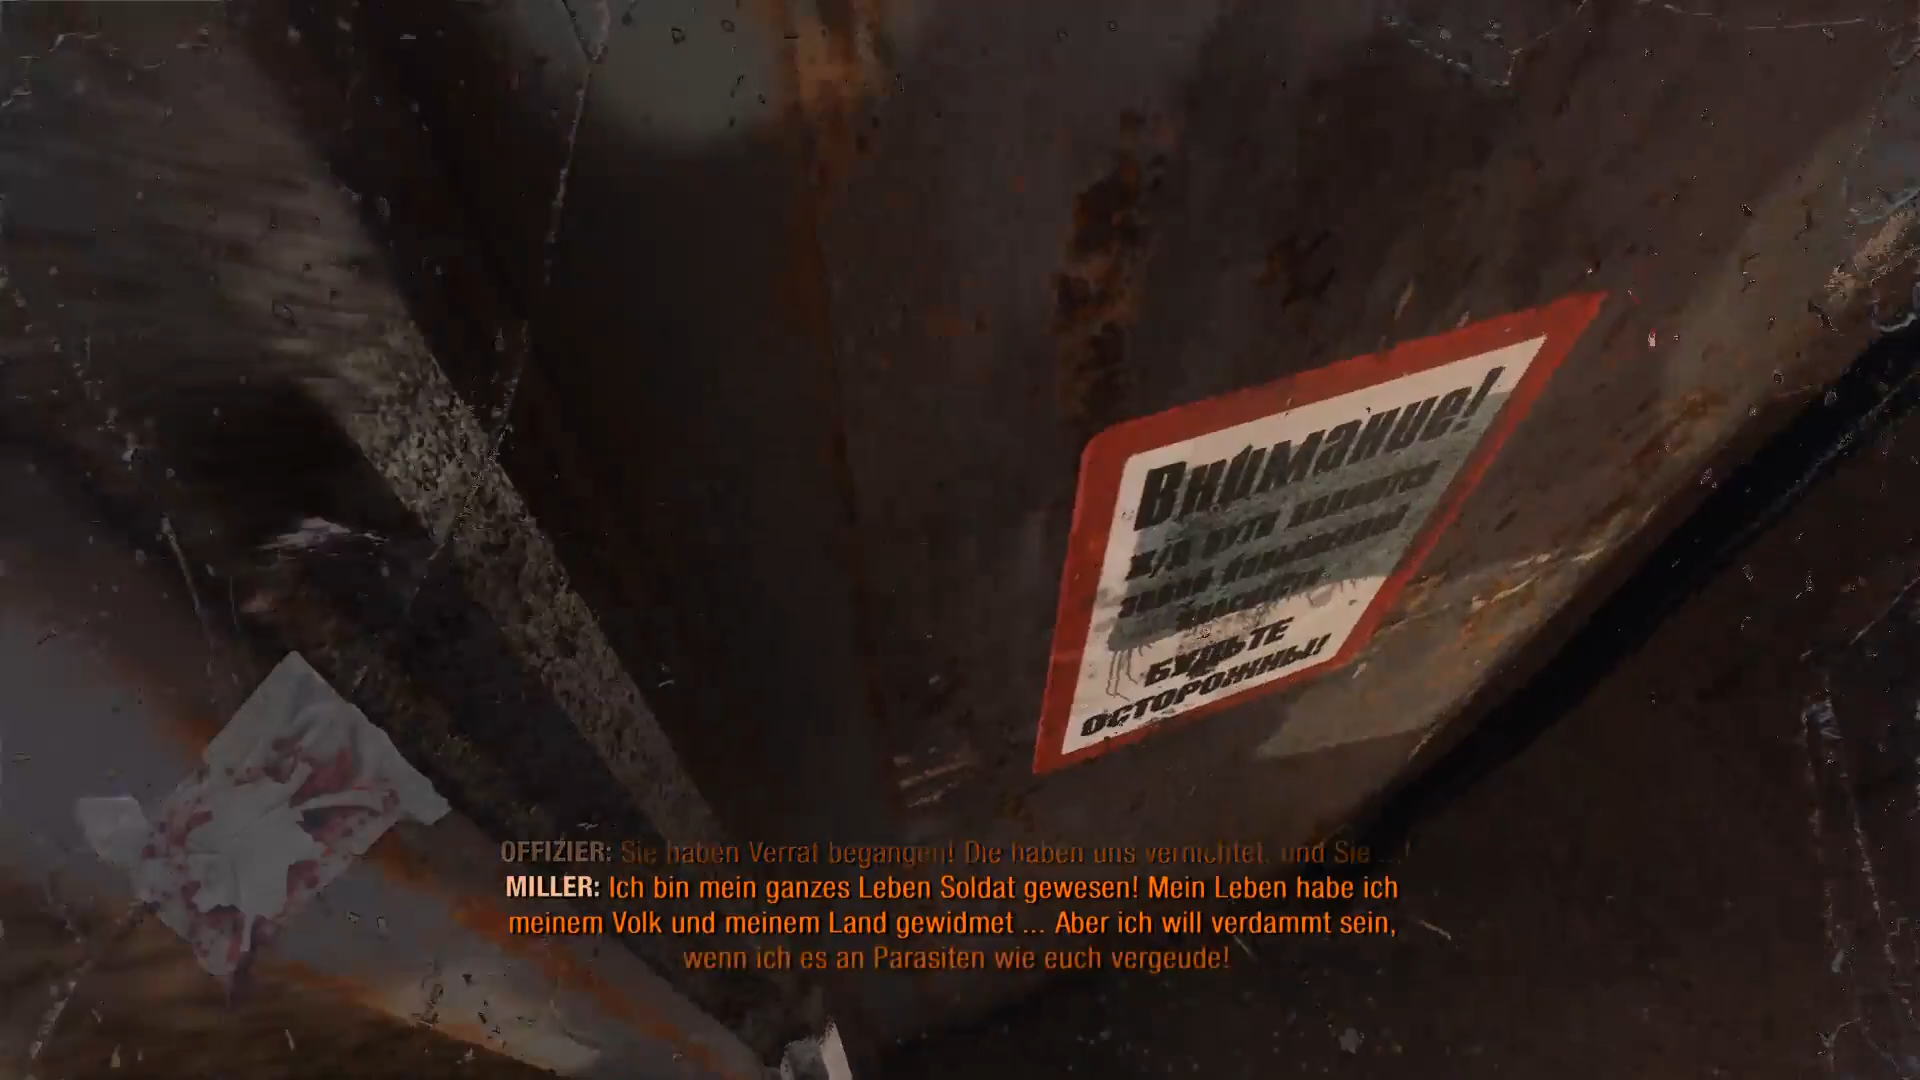 Внимание!
Ж/Д пути
БУДЬТЕ
ОСТОРОЖНЫ!
OFFIZIER: Sie haben Verrat begangen! Die haben uns vernichtet, und Sie ...!
MILLER: Ich bin mein ganzes Leben Soldat gewesen! Mein Leben habe ich
meinem Volk und meinem Land gewidmet ... Aber ich will verdammt sein,
wenn ich es an Parasiten wie euch vergeude!